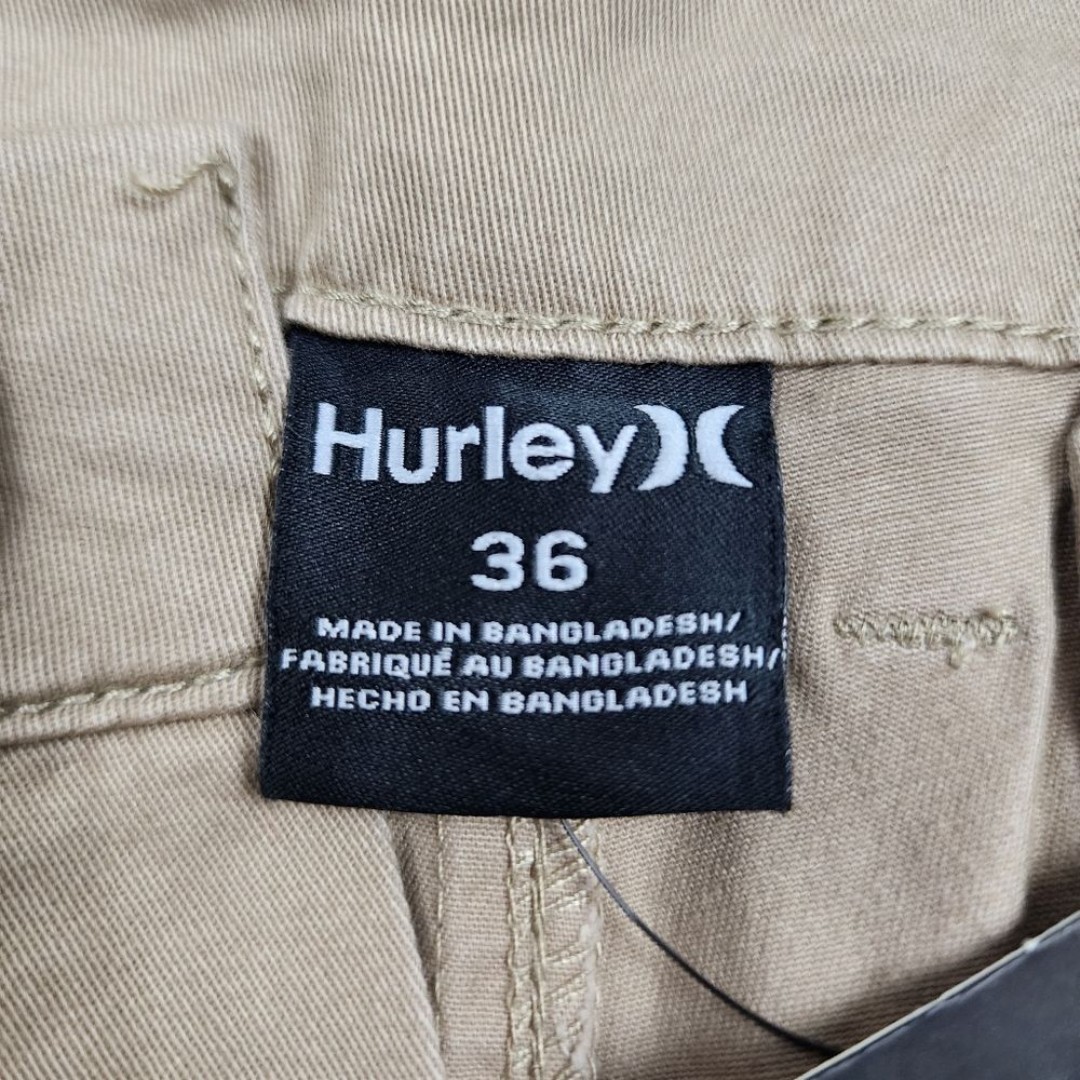 Hurley
36
MADE IN BANGLADESH/
FABRIQUÉ AU BANGLADESH/
HECHO EN BANGLADESH